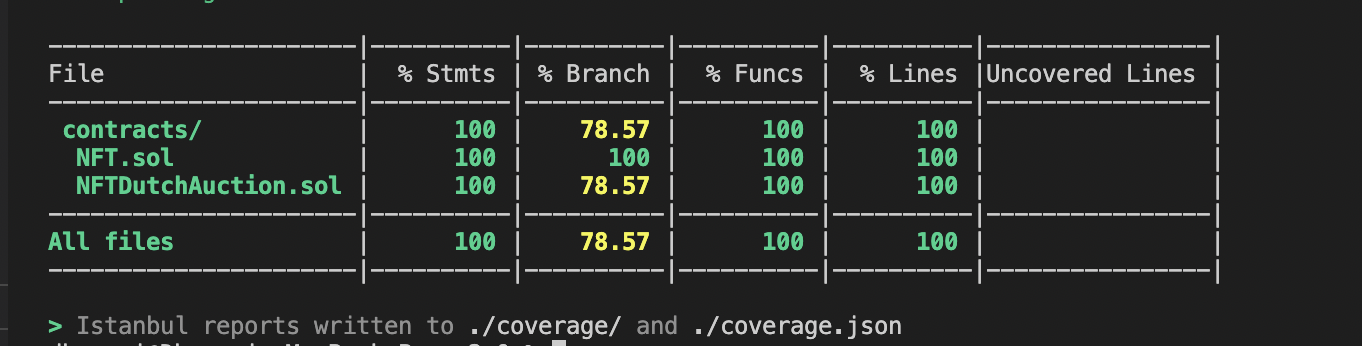 File | % Stmts | % Branch | % Funcs | % Lines |Uncovered Lines |
contracts/ | 100 | 78.57 | 100 | 100 | |
NFT.sol | 100 | 100 | 100 | 100 | |
NFTDutchAuction.sol | 100 | 78.57 | 100 | 100 | |
All files | 100 | 78.57 | 100 | 100 | |
> Istanbul reports written to ./coverage/ and ./coverage.json